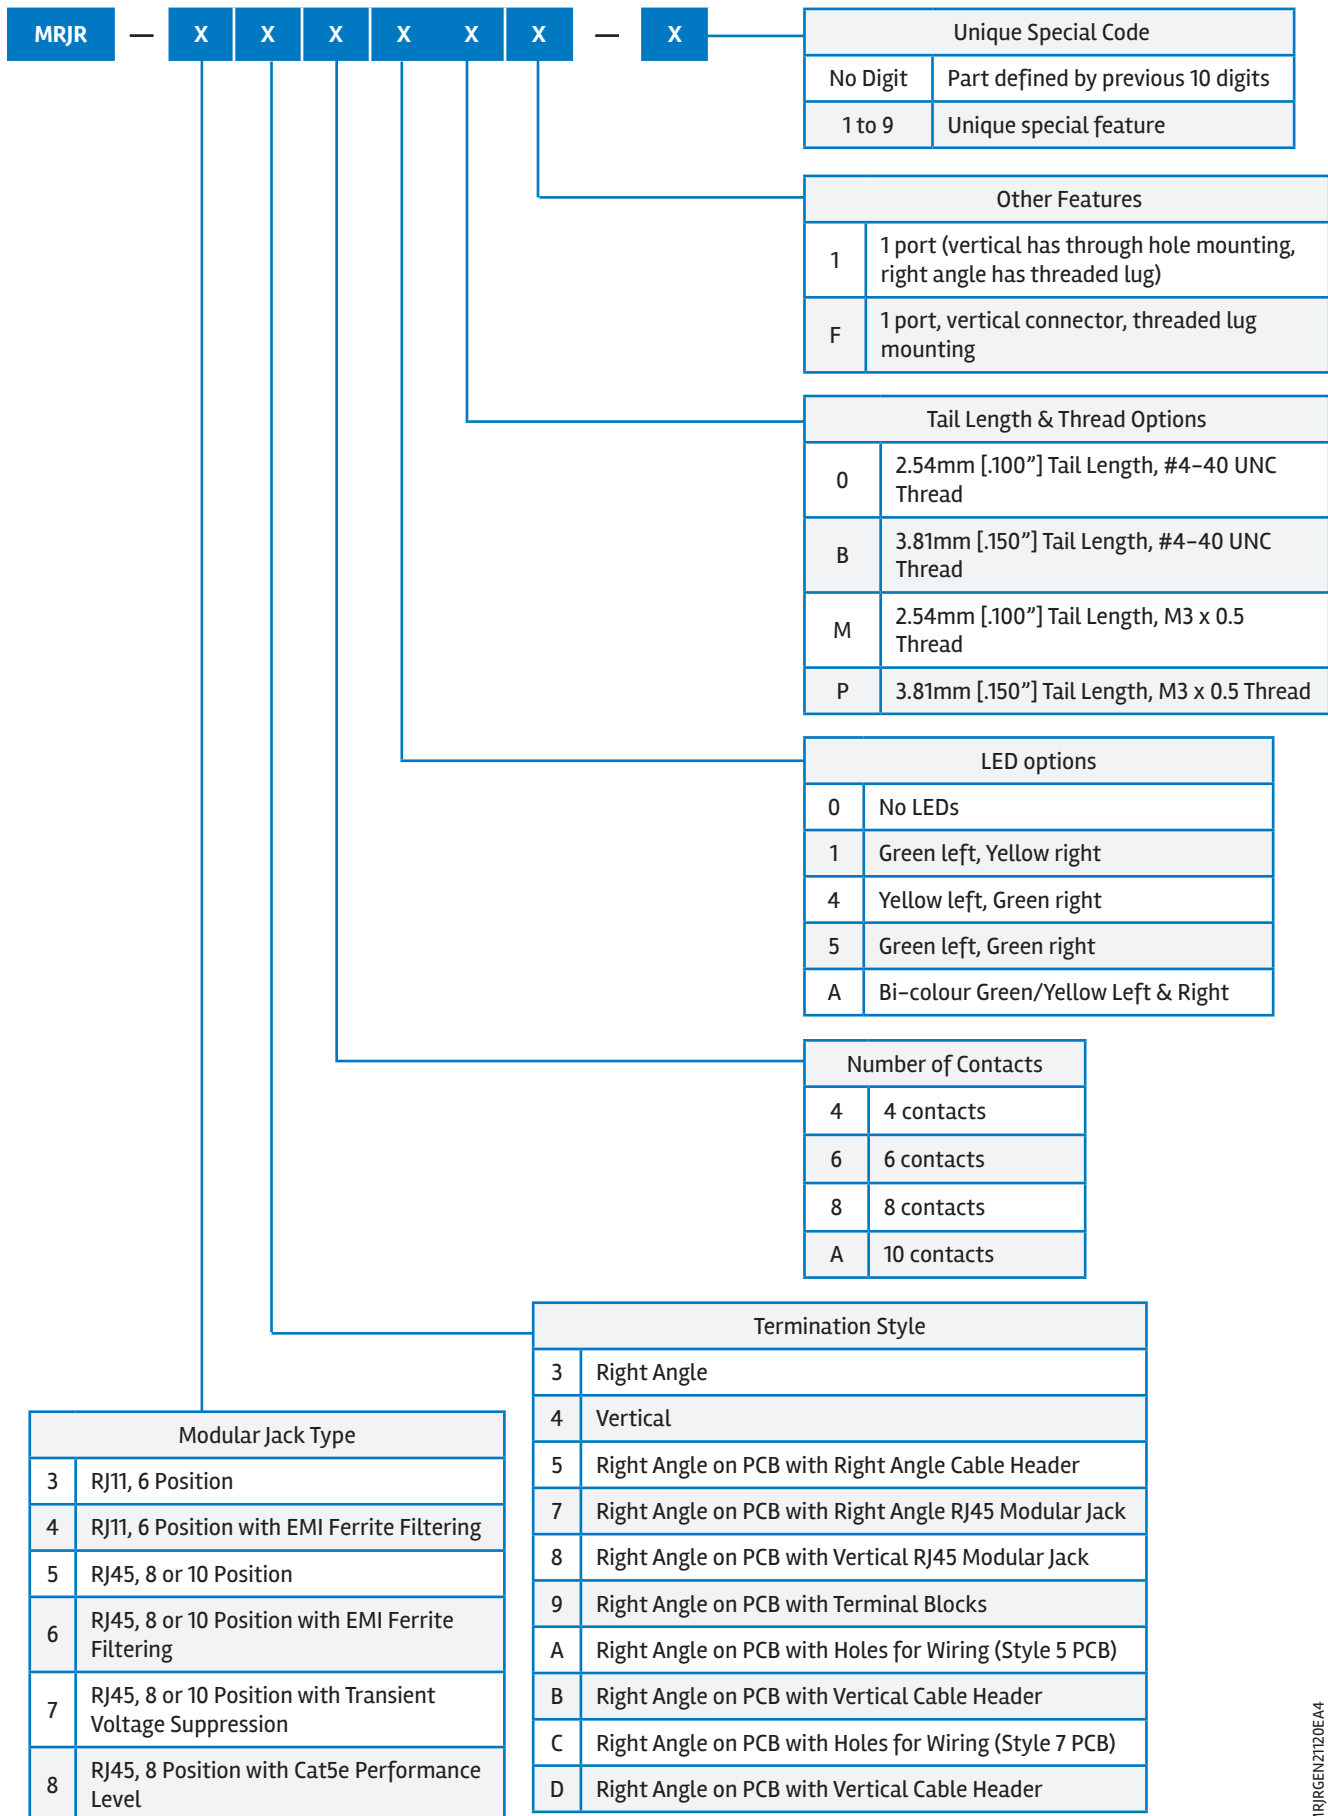 MRJR — X X X X X X — X
Unique Special Code
No Digit Part defined by previous 10 digits
1 to 9 Unique special feature
Other Features
1 1 port (vertical has through hole mounting,
right angle has threaded lug)
F 1 port, vertical connector, threaded lug
mounting
Tail Length & Thread Options
0 2.54mm [.100”] Tail Length, #4-40 UNC
Thread
B 3.81mm [.150”] Tail Length, #4-40 UNC
Thread
M 2.54mm [.100”] Tail Length, M3 x 0.5
Thread
P 3.81mm [.150”] Tail Length, M3 x 0.5 Thread
LED options
0 No LEDs
1 Green left, Yellow right
4 Yellow left, Green right
5 Green left, Green right
A Bi-colour Green/Yellow Left & Right
Number of Contacts
4 4 contacts
6 6 contacts
8 8 contacts
A 10 contacts
Termination Style
3 Right Angle
4 Vertical
5 Right Angle on PCB with Right Angle Cable Header
7 Right Angle on PCB with Right Angle RJ45 Modular Jack
8 Right Angle on PCB with Vertical RJ45 Modular Jack
9 Right Angle on PCB with Terminal Blocks
A Right Angle on PCB with Holes for Wiring (Style 5 PCB)
B Right Angle on PCB with Vertical Cable Header
C Right Angle on PCB with Holes for Wiring (Style 7 PCB)
D Right Angle on PCB with Vertical Cable Header
Modular Jack Type
3 RJ11, 6 Position
4 RJ11, 6 Position with EMI Ferrite Filtering
5 RJ45, 8 or 10 Position
6 RJ45, 8 or 10 Position with EMI Ferrite
Filtering
7 RJ45, 8 or 10 Position with Transient
Voltage Suppression
8 RJ45, 8 Position with Cat5e Performance
Level
MRJRGEN21120EA4